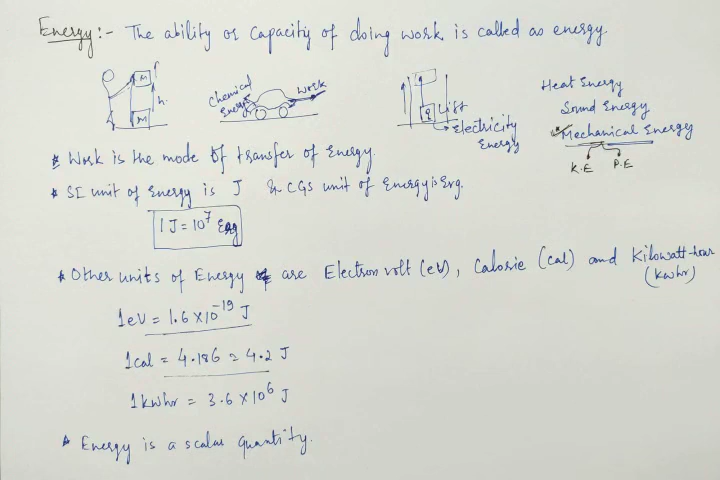 Energy:- The ability or capacity of doing work is called as energy
M
h.
M
Chemical
Energy
work
Lift
Electricity
Energy
Heat Energy
Sound Energy
* Mechanical Energy
K.E P.E
* Work is the mode of transfer of Energy.
* SI unit of Energy is J & CGS unit of Energy is Erg.
1 J = 10⁷ Erg
* Other units of Energy are Electron volt (eV), Calorie (cal) and Kilowatt-hour
(kwhr)
1eV = 1.6 × 10⁻¹⁹ J
1cal = 4.186 = 4.2 J
1kwhr = 3.6 × 10⁶ J
* Energy is a scalar quantity.